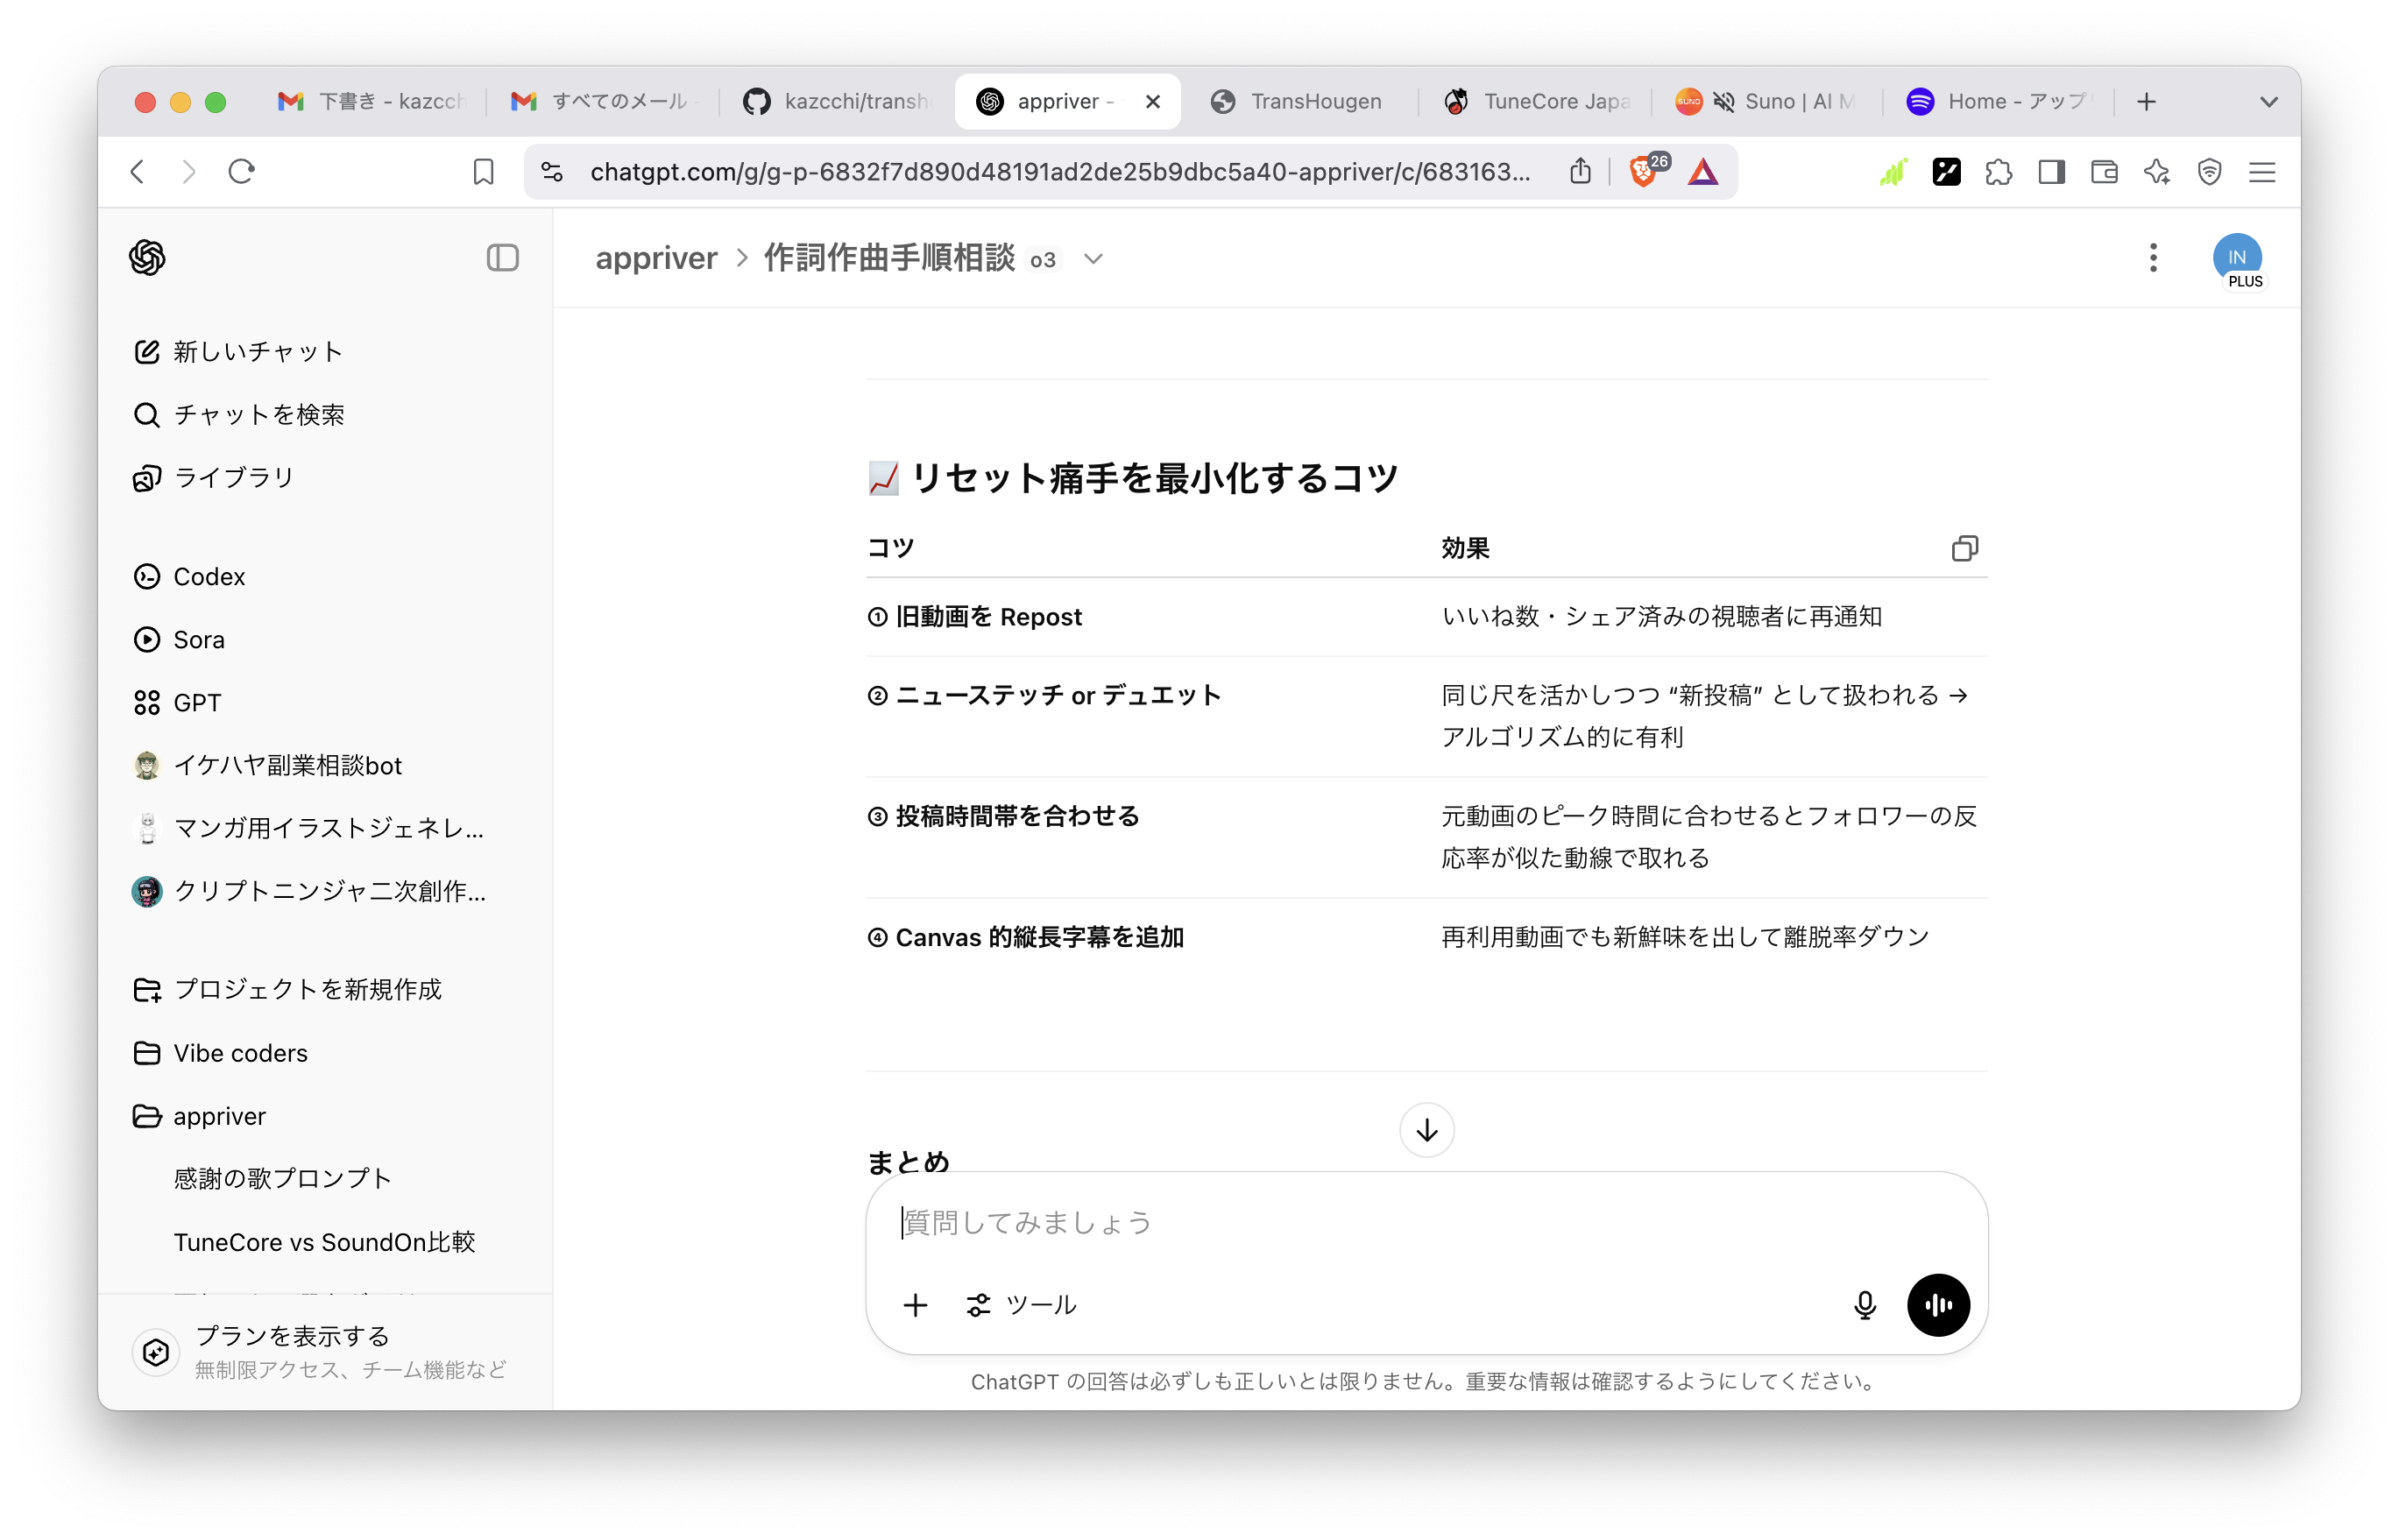 下書き - kazcch
すべてのメール -
kazcchi/transh
appriver -
TransHougen
TuneCore Japa
SUNO
Suno | AI M
Home - アップ
chatgpt.com/g/g-p-6832f7d890d48191ad2de25b9dbc5a40-appriver/c/683163...
26
appriver > 作詞作曲手順相談 o3
IN
PLUS
新しいチャット
チャットを検索
ライブラリ
Codex
Sora
GPT
イケハヤ副業相談bot
マンガ用イラストジェネレ...
クリプトニンジャ二次創作...
プロジェクトを新規作成
Vibe coders
appriver
感謝の歌プロンプト
TuneCore vs SoundOn比較
プランを表示する
無制限アクセス、チーム機能など
📈 リセット痛手を最小化するコツ
コツ 効果
① 旧動画を Repost いいね数・シェア済みの視聴者に再通知
② ニューステッチ or デュエット 同じ尺を活かしつつ “新投稿” として扱われる →
アルゴリズム的に有利
③ 投稿時間帯を合わせる 元動画のピーク時間に合わせるとフォロワーの反
応率が似た動線で取れる
④ Canvas 的縦長字幕を追加 再利用動画でも新鮮味を出して離脱率ダウン
まとめ
質問してみましょう
ツール
ChatGPT の回答は必ずしも正しいとは限りません。重要な情報は確認するようにしてください。